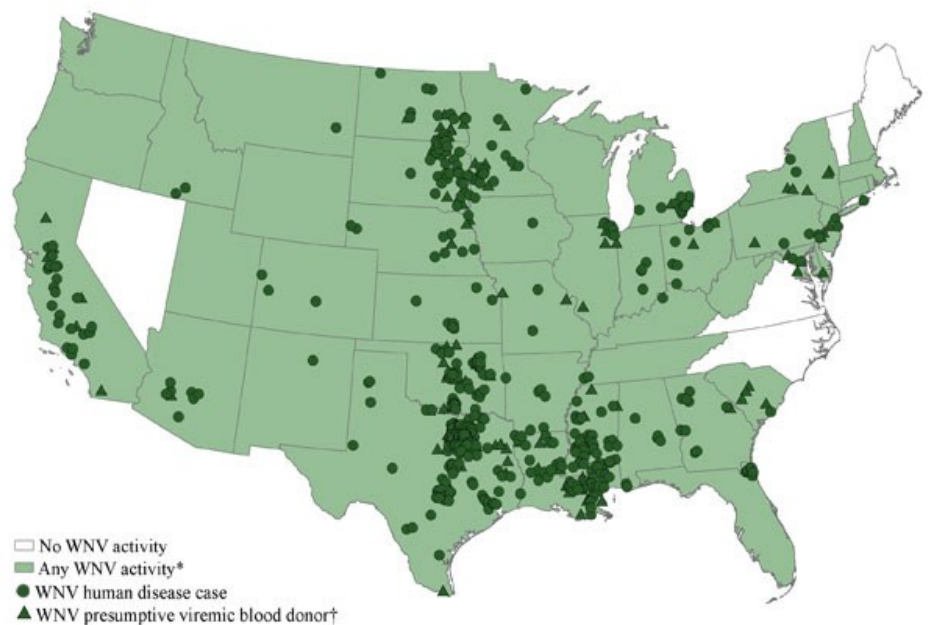 No WNV activity
Any WNV activity*
WNV human disease case
WNV presumptive viremic blood donor†